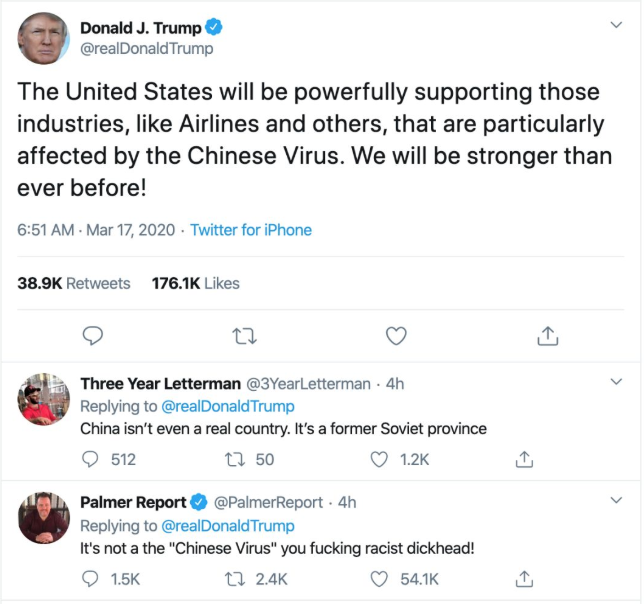 Donald J. Trump
@realDonaldTrump
The United States will be powerfully supporting those
industries, like Airlines and others, that are particularly
affected by the Chinese Virus. We will be stronger than
ever before!
6:51 AM · Mar 17, 2020 · Twitter for iPhone
38.9K Retweets 176.1K Likes
Three Year Letterman @3YearLetterman · 4h
Replying to @realDonaldTrump
China isn’t even a real country. It’s a former Soviet province
512 50 1.2K
Palmer Report @PalmerReport · 4h
Replying to @realDonaldTrump
It's not a the "Chinese Virus" you fucking racist dickhead!
1.5K 2.4K 54.1K